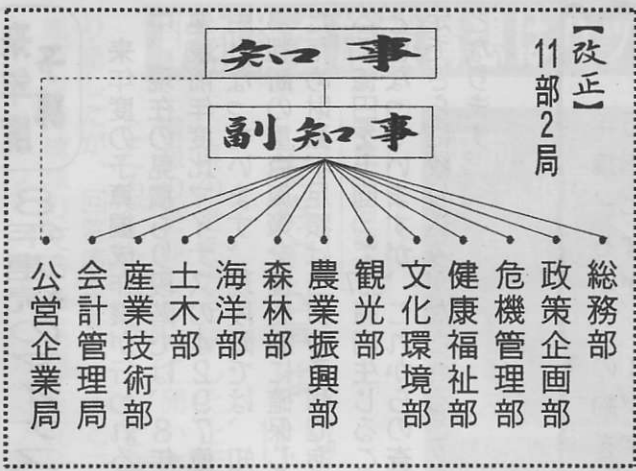 【改正】
11部2局
知事
副知事
総務部
政策企画部
危機管理部
健康福祉部
文化環境部
観光部
農業振興部
森林部
海洋部
土木部
産業技術部
会計管理局
公営企業局